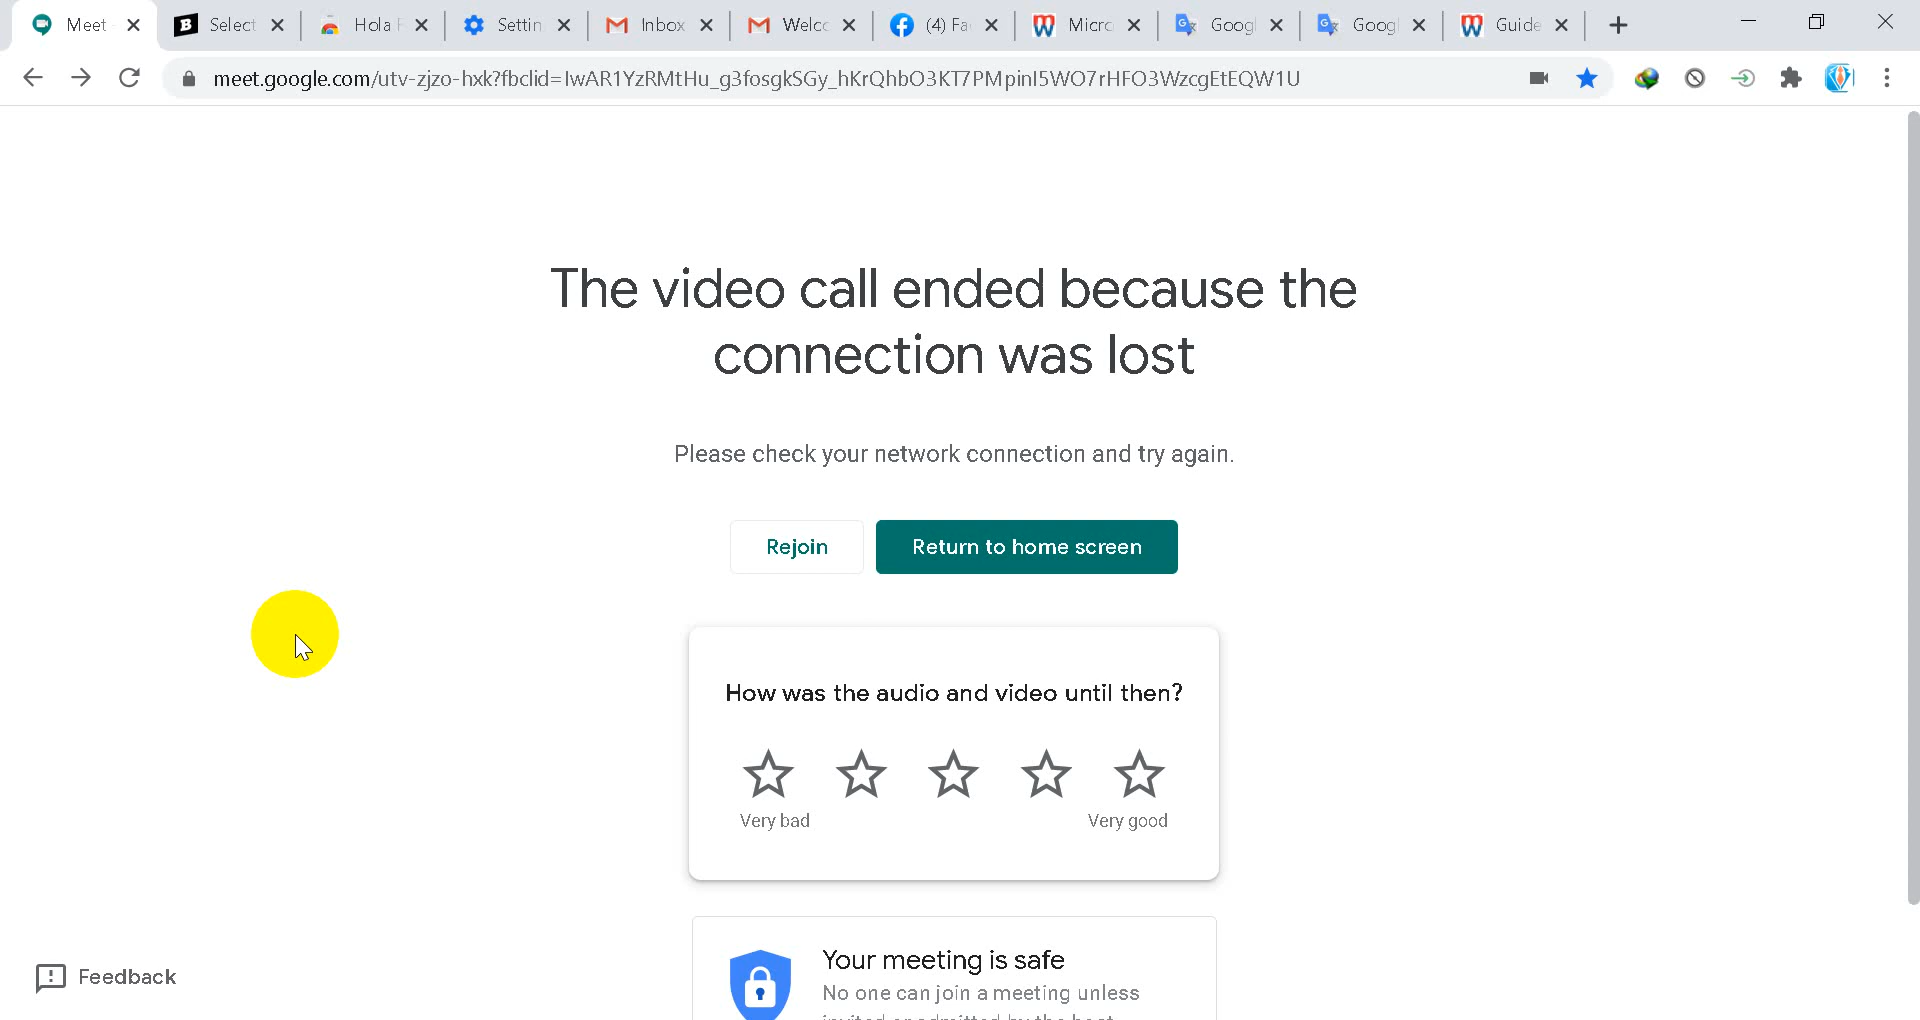 Meet Select Hola Settin Inbox Welc (4) Fa Micro Googl Googl Guide
meet.google.com/utv-zjzo-hxk?fbclid=IwAR1YzRMtHu_g3fosgkSGy_hKrQhbO3KT7PMpinI5WO7rHFO3WzcgEtEQW1U
The video call ended because the
connection was lost
Please check your network connection and try again.
Rejoin Return to home screen
How was the audio and video until then?
Very bad Very good
Your meeting is safe
No one can join a meeting unless
Feedback